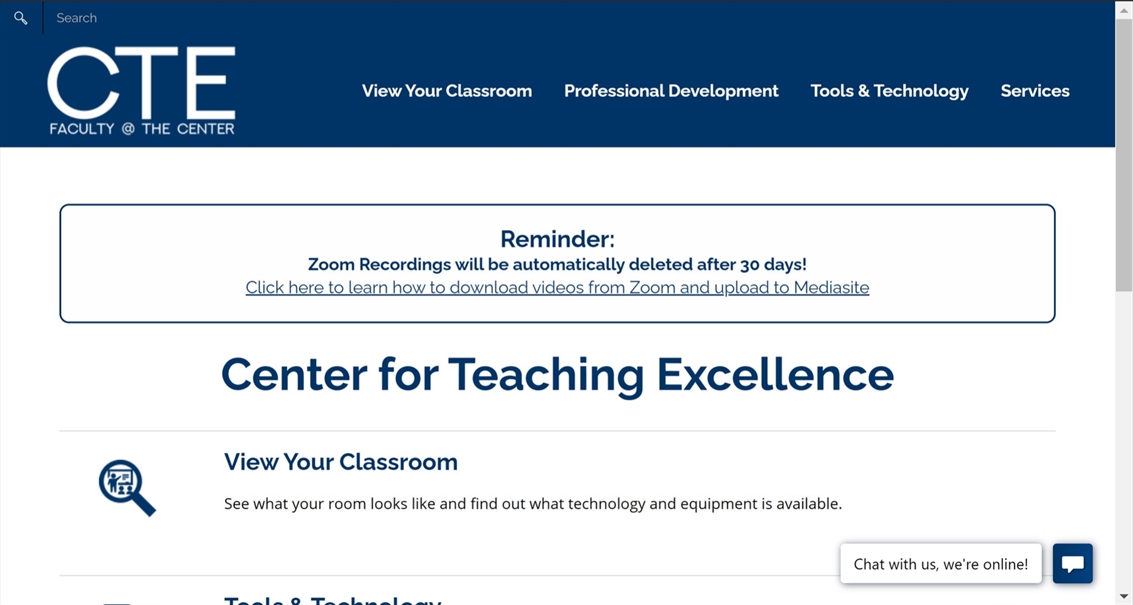 Search
CTE
FACULTY @ THE CENTER
View Your Classroom
Professional Development
Tools & Technology
Services
Reminder:
Zoom Recordings will be automatically deleted after 30 days!
Click here to learn how to download videos from Zoom and upload to Mediasite
Center for Teaching Excellence
View Your Classroom
See what your room looks like and find out what technology and equipment is available.
Chat with us, we're online!
Tools & Technology